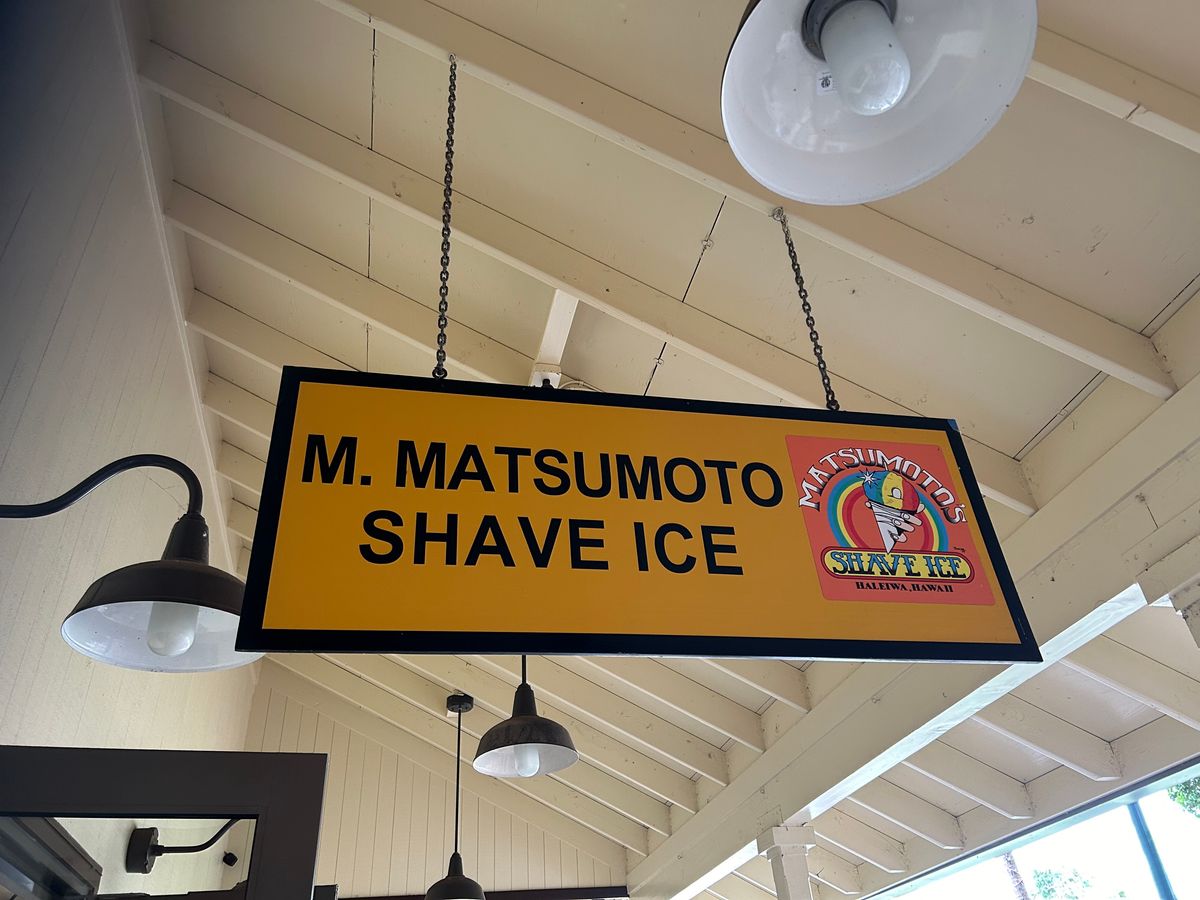 M. MATSUMOTO
SHAVE ICE
MATSUMOTO'S
SHAVE ICE
HALEIWA, HAWAII